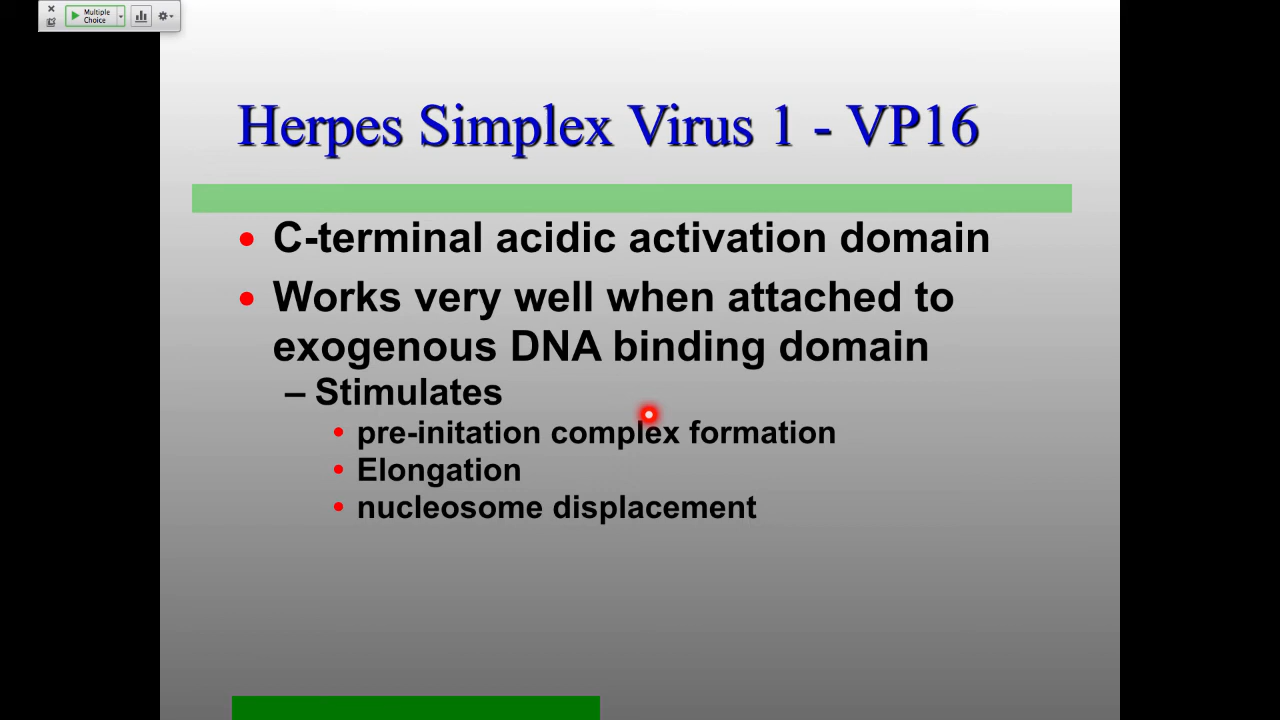 Multiple
Choice
Herpes Simplex Virus 1 - VP16
• C-terminal acidic activation domain
• Works very well when attached to
exogenous DNA binding domain
– Stimulates
• pre-initation complex formation
• Elongation
• nucleosome displacement